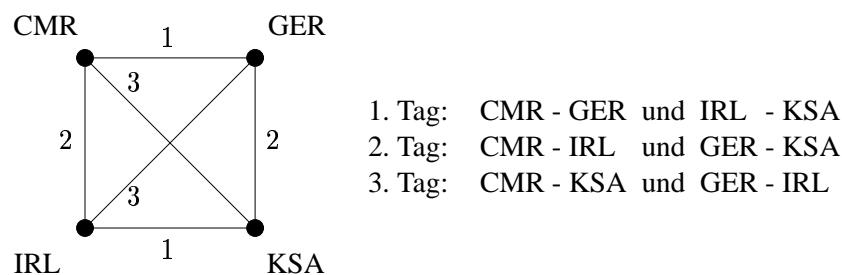 CMR GER
1
3
2 2
3
1
IRL KSA
1. Tag: CMR - GER und IRL - KSA
2. Tag: CMR - IRL und GER - KSA
3. Tag: CMR - KSA und GER - IRL